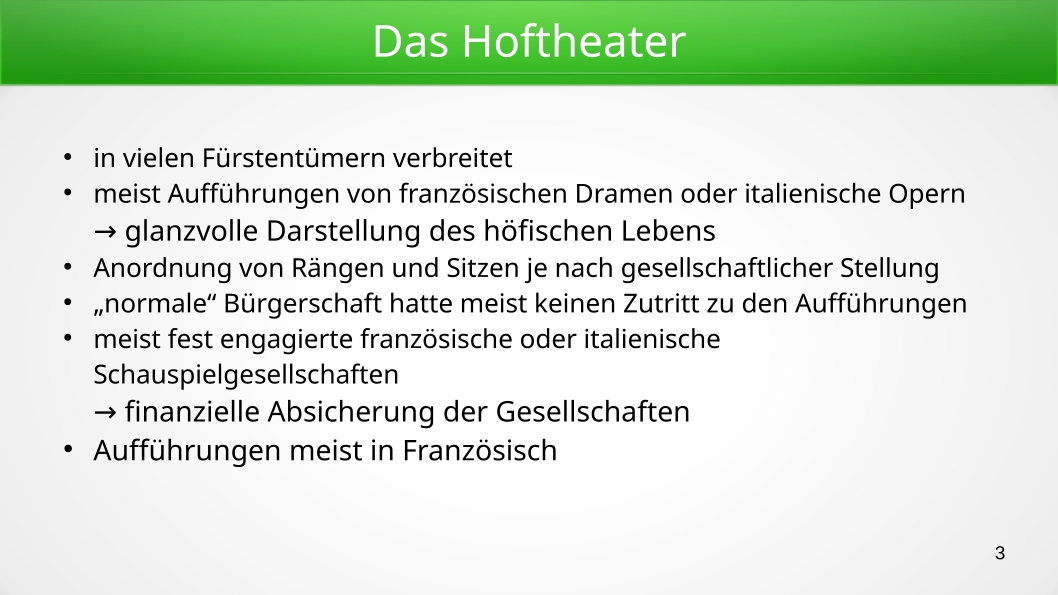 Das Hoftheater
• in vielen Fürstentümern verbreitet
• meist Aufführungen von französischen Dramen oder italienische Opern
→ glanzvolle Darstellung des höfischen Lebens
• Anordnung von Rängen und Sitzen je nach gesellschaftlicher Stellung
• „normale“ Bürgerschaft hatte meist keinen Zutritt zu den Aufführungen
• meist fest engagierte französische oder italienische
Schauspielgesellschaften
→ finanzielle Absicherung der Gesellschaften
• Aufführungen meist in Französisch
3